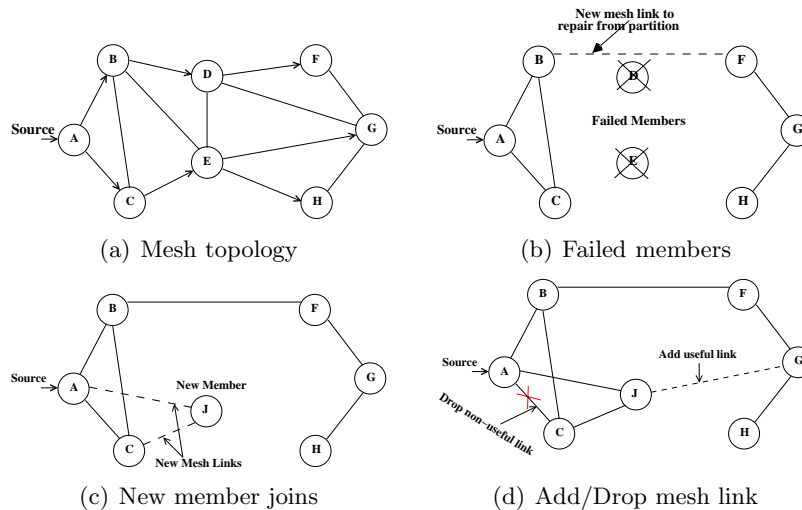 B
D
F
Source
A
G
E
C
H
(a) Mesh topology
New mesh link to
repair from partition
B
D
F
Source
Failed Members
A
G
E
C
H
(b) Failed members
B
F
Source
A
New Member
G
J
C
H
New Mesh Links
(c) New member joins
B
F
Source
A
Add useful link
G
J
Drop non-useful link
C
H
(d) Add/Drop mesh link